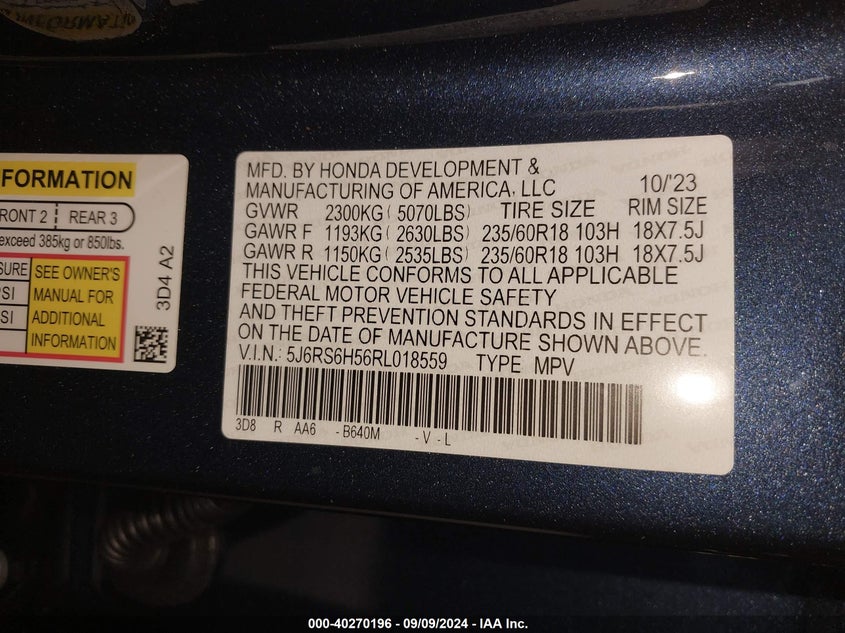 FORMATION
RONT 2 REAR 3
exceed 385kg or 850lbs.
SURE
PSI
SI
SEE OWNER'S
MANUAL FOR
ADDITIONAL
INFORMATION
3D4 A2
MFD. BY HONDA DEVELOPMENT &
MANUFACTURING OF AMERICA, LLC 10/'23
GVWR 2300KG ( 5070LBS) TIRE SIZE RIM SIZE
GAWR F 1193KG ( 2630LBS) 235/60R18 103H 18X7.5J
GAWR R 1150KG ( 2535LBS) 235/60R18 103H 18X7.5J
THIS VEHICLE CONFORMS TO ALL APPLICABLE
FEDERAL MOTOR VEHICLE SAFETY
AND THEFT PREVENTION STANDARDS IN EFFECT
ON THE DATE OF MANUFACTURE SHOWN ABOVE.
V.I.N.: 5J6RS6H56RL018559 TYPE MPV
3D8 R AA6 -B640M -V -L
000-40270196 - 09/09/2024 - IAA Inc.